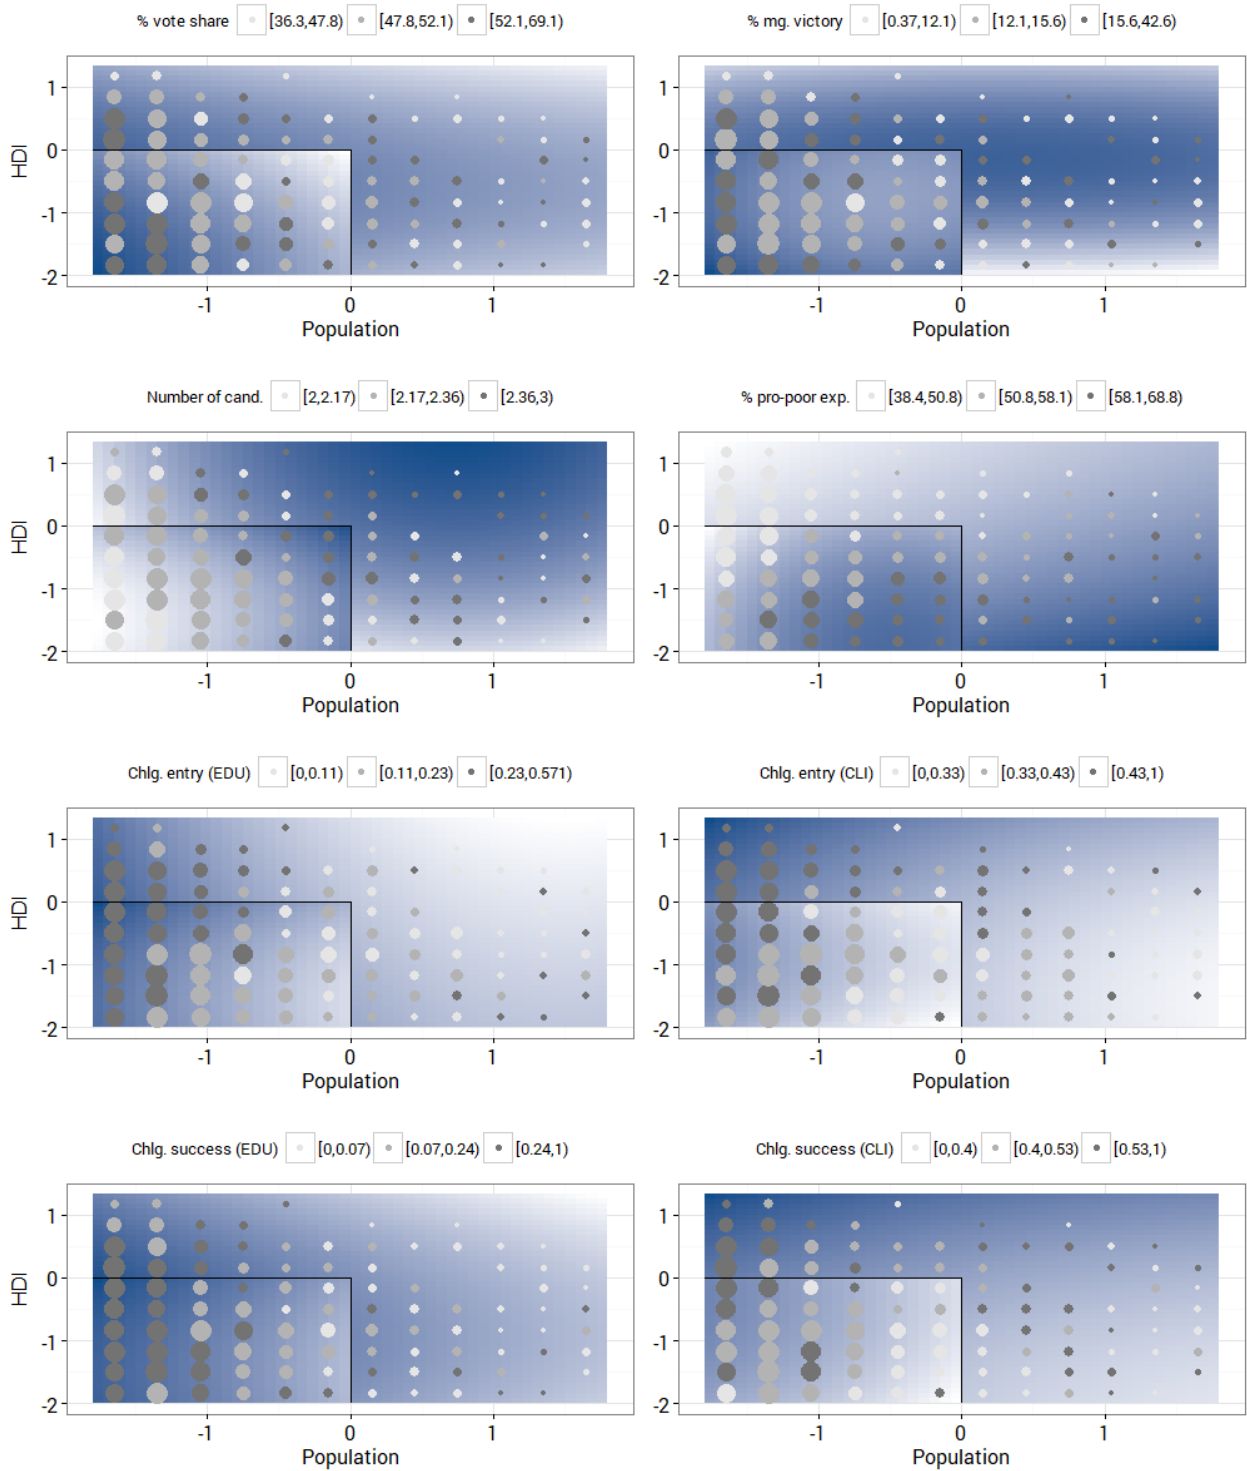 % vote share [36.3,47.8) [47.8,52.1) [52.1,69.1)
% mg. victory [0.37,12.1) [12.1,15.6) [15.6,42.6)
HDI
1
0
-1
-2
1
0
-1
-2
-1 0 1
Population
-1 0 1
Population
Number of cand. [2,2.17) [2.17,2.36) [2.36,3)
% pro-poor exp. [38.4,50.8) [50.8,58.1) [58.1,68.8)
HDI
1
0
-1
-2
1
0
-1
-2
-1 0 1
Population
-1 0 1
Population
Chlg. entry (EDU) [0,0.11) [0.11,0.23) [0.23,0.571)
Chlg. entry (CLI) [0,0.33) [0.33,0.43) [0.43,1)
HDI
1
0
-1
-2
1
0
-1
-2
-1 0 1
Population
-1 0 1
Population
Chlg. success (EDU) [0,0.07) [0.07,0.24) [0.24,1)
Chlg. success (CLI) [0,0.4) [0.4,0.53) [0.53,1)
HDI
1
0
-1
-2
1
0
-1
-2
-1 0 1
Population
-1 0 1
Population